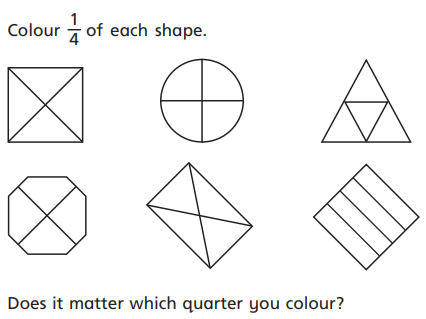 Colour 1/4 of each shape.
Does it matter which quarter you colour?